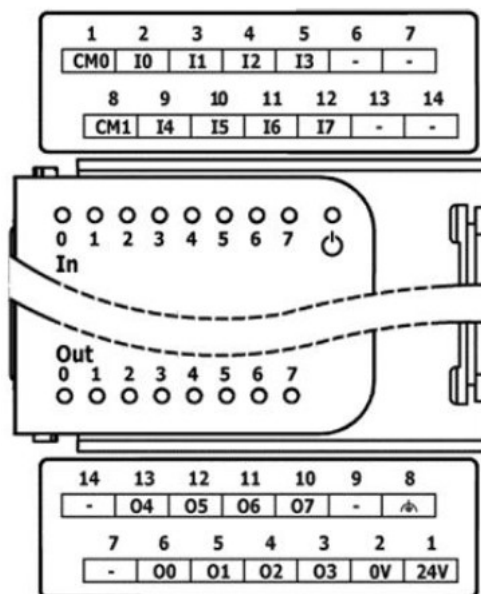 1 2 3 4 5 6 7
CM0 I0 I1 I2 I3 - -
8 9 10 11 12 13 14
CM1 I4 I5 I6 I7 - -
0 1 2 3 4 5 6 7
In
Out
0 1 2 3 4 5 6 7
14 13 12 11 10 9 8
- O4 O5 O6 O7 -
7 6 5 4 3 2 1
- O0 O1 O2 O3 0V 24V